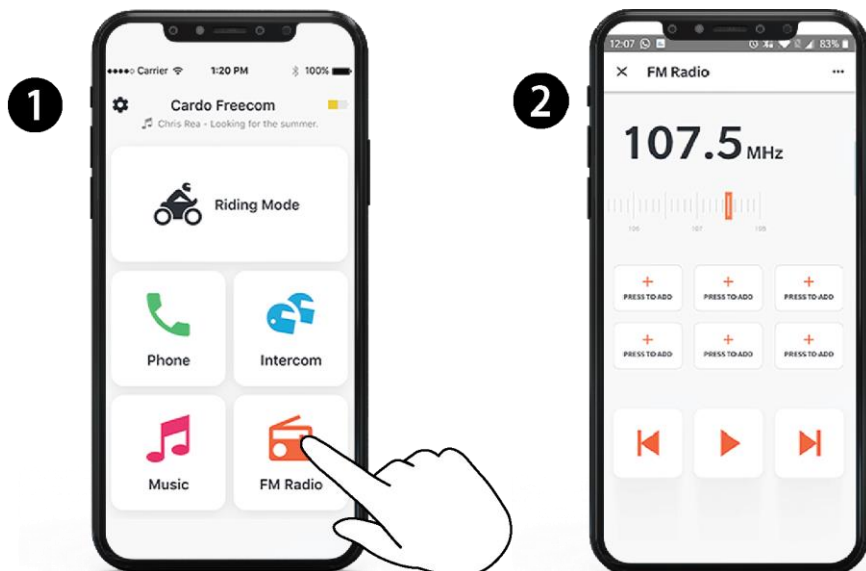 1
●●●●○ Carrier 1:20 PM 100%
Cardo Freecom
Chris Rea - Looking for the summer.
Riding Mode
Phone Intercom
Music FM Radio
2
12:07 83%
× FM Radio ...
107.5 MHz
106 107 108
+ + +
PRESS TO ADD PRESS TO ADD PRESS TO ADD
+ + +
PRESS TO ADD PRESS TO ADD PRESS TO ADD